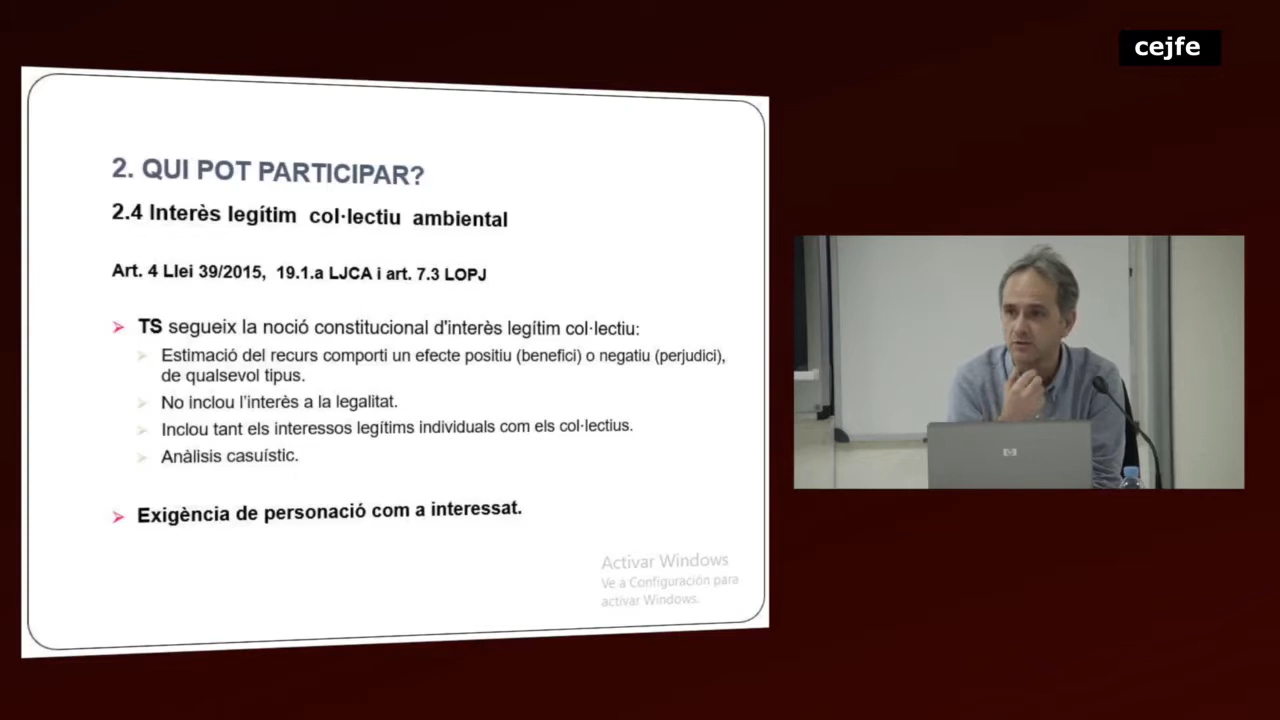 cejfe
2. QUI POT PARTICIPAR?
2.4 Interès legítim col·lectiu ambiental
Art. 4 Llei 39/2015, 19.1.a LJCA i art. 7.3 LOPJ
TS segueix la noció constitucional d'interès legítim col·lectiu:
Estimació del recurs comporti un efecte positiu (benefici) o negatiu (perjudici),
de qualsevol tipus.
No inclou l'interès a la legalitat.
Inclou tant els interessos legítims individuals com els col·lectius.
Anàlisis casuístic.
Exigència de personació com a interessat.
Activar Windows
Ve a Configuración para
activar Windows.
hp